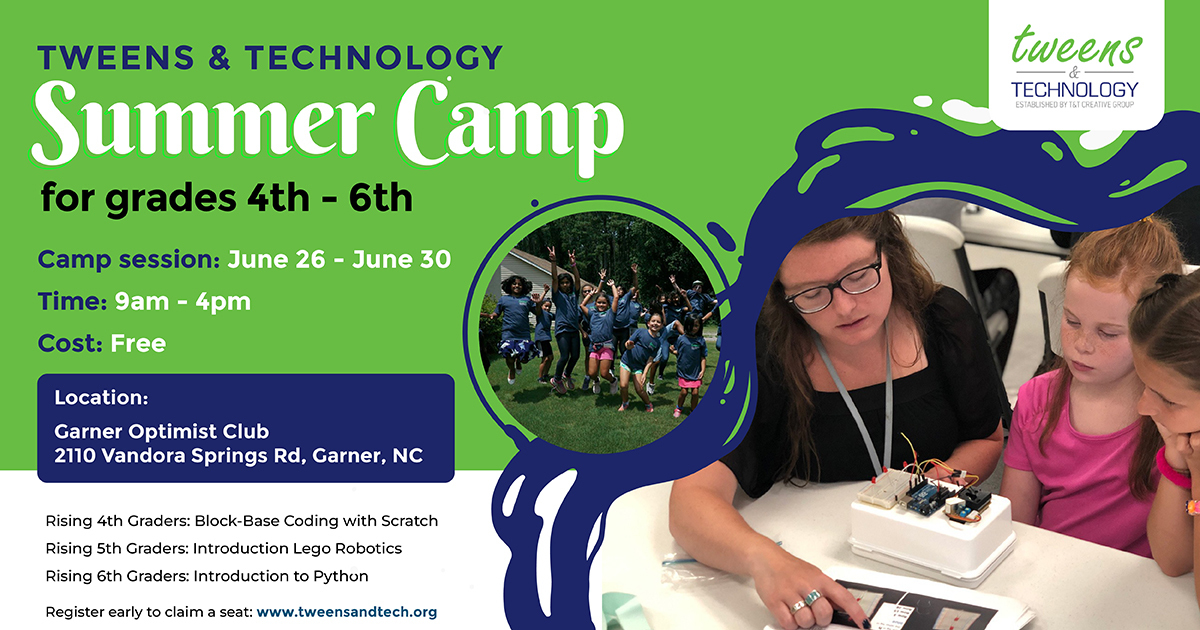 TWEENS & TECHNOLOGY
Summer Camp
for grades 4th - 6th
Camp session: June 26 - June 30
Time: 9am - 4pm
Cost: Free
Location:
Garner Optimist Club
2110 Vandora Springs Rd, Garner, NC
Rising 4th Graders: Block-Base Coding with Scratch
Rising 5th Graders: Introduction Lego Robotics
Rising 6th Graders: Introduction to Python
Register early to claim a seat: www.tweensandtech.org
tweens
&
TECHNOLOGY
ESTABLISHED BY T&T CREATIVE GROUP